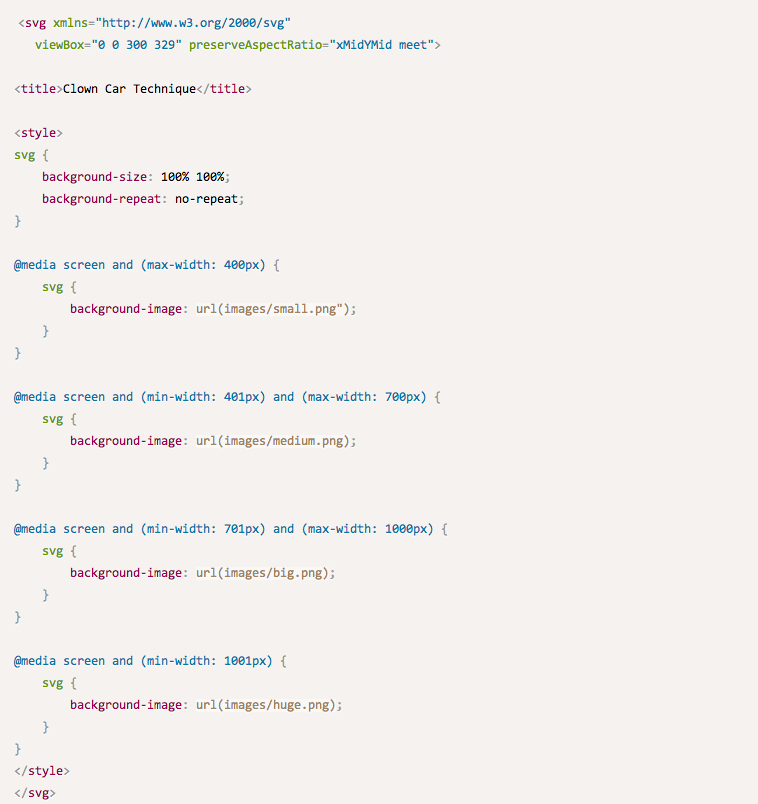 <svg xmlns="http://www.w3.org/2000/svg"
viewBox="0 0 300 329" preserveAspectRatio="xMidYMid meet">
<title>Clown Car Technique</title>
<style>
svg {
background-size: 100% 100%;
background-repeat: no-repeat;
}
@media screen and (max-width: 400px) {
svg {
background-image: url(images/small.png");
}
}
@media screen and (min-width: 401px) and (max-width: 700px) {
svg {
background-image: url(images/medium.png);
}
}
@media screen and (min-width: 701px) and (max-width: 1000px) {
svg {
background-image: url(images/big.png);
}
}
@media screen and (min-width: 1001px) {
svg {
background-image: url(images/huge.png);
}
}
</style>
</svg>